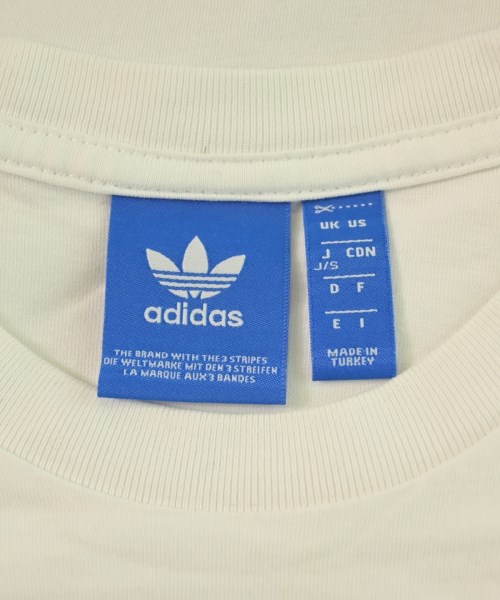 adidas
THE BRAND WITH THE 3 STRIPES
DIE WELTMARKE MIT DEN 3 STREIFEN
LA MARQUE AUX 3 BANDES
UK US
J CDN
J/S
D F
E I
MADE IN
TURKEY